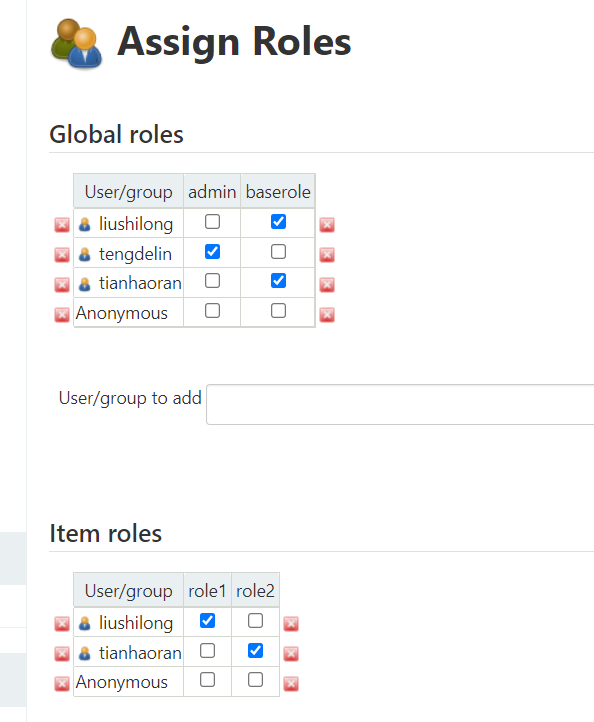 Assign Roles
Global roles
User/group admin baserole
liushilong
tengdelin
tianhaoran
Anonymous
User/group to add
Item roles
User/group role1 role2
liushilong
tianhaoran
Anonymous